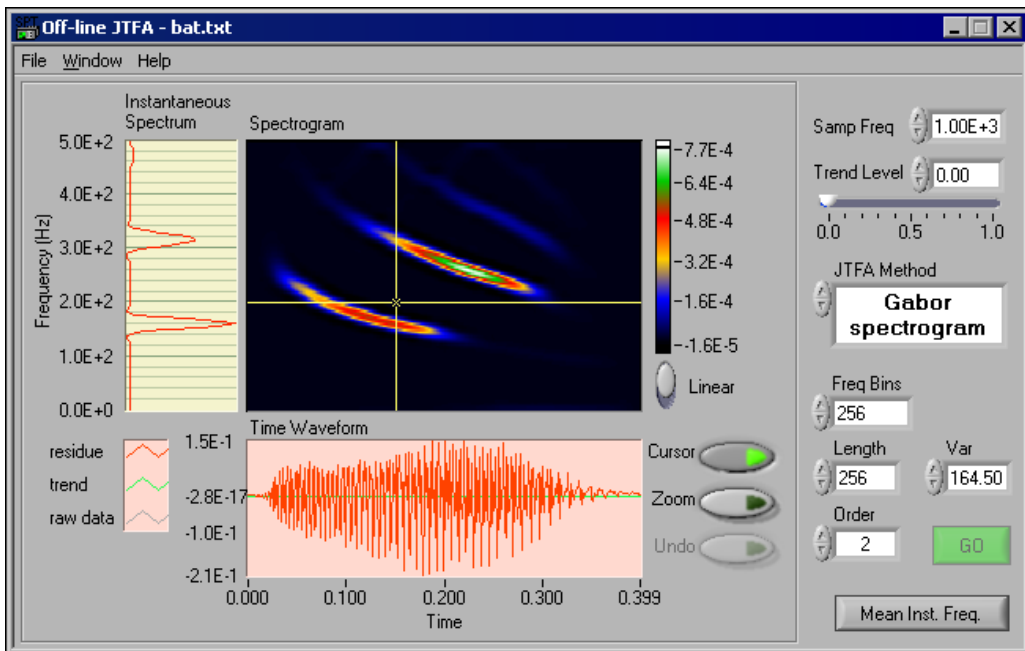 SRT
Off-line JTFA - bat.txt
File Window Help
Instantaneous
Spectrum
Spectrogram
Frequency (Hz)
5.0E+2
4.0E+2
3.0E+2
2.0E+2
1.0E+2
0.0E+0
-7.7E-4
-6.4E-4
-4.8E-4
-3.2E-4
-1.6E-4
--1.6E-5
Linear
Samp Freq 1.00E+3
Trend Level 0.00
0.0 0.5 1.0
JTFA Method
Gabor
spectrogram
Freq Bins
256
Length Var
256 164.50
Order
2 GO
Mean Inst. Freq.
residue
trend
raw data
Time Waveform
1.5E-1
-2.8E-17
-1.0E-1
-2.1E-1
0.000 0.100 0.200 0.300 0.399
Time
Cursor
Zoom
Undo